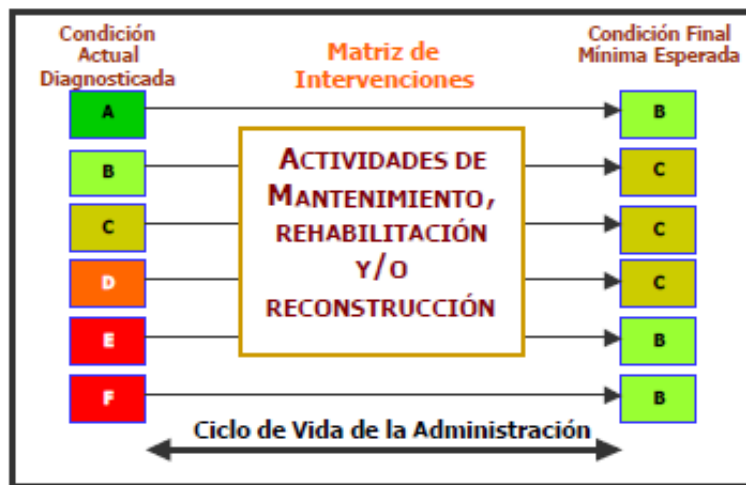 Condición
Actual
Diagnosticada
Matriz de
Intervenciones
Condición Final
Mínima Esperada
A
B
B
C
C
C
D
C
E
B
F
B
ACTIVIDADES DE
MANTENIMIENTO,
REHABILITACIÓN
Y/O
RECONSTRUCCIÓN
Ciclo de Vida de la Administración